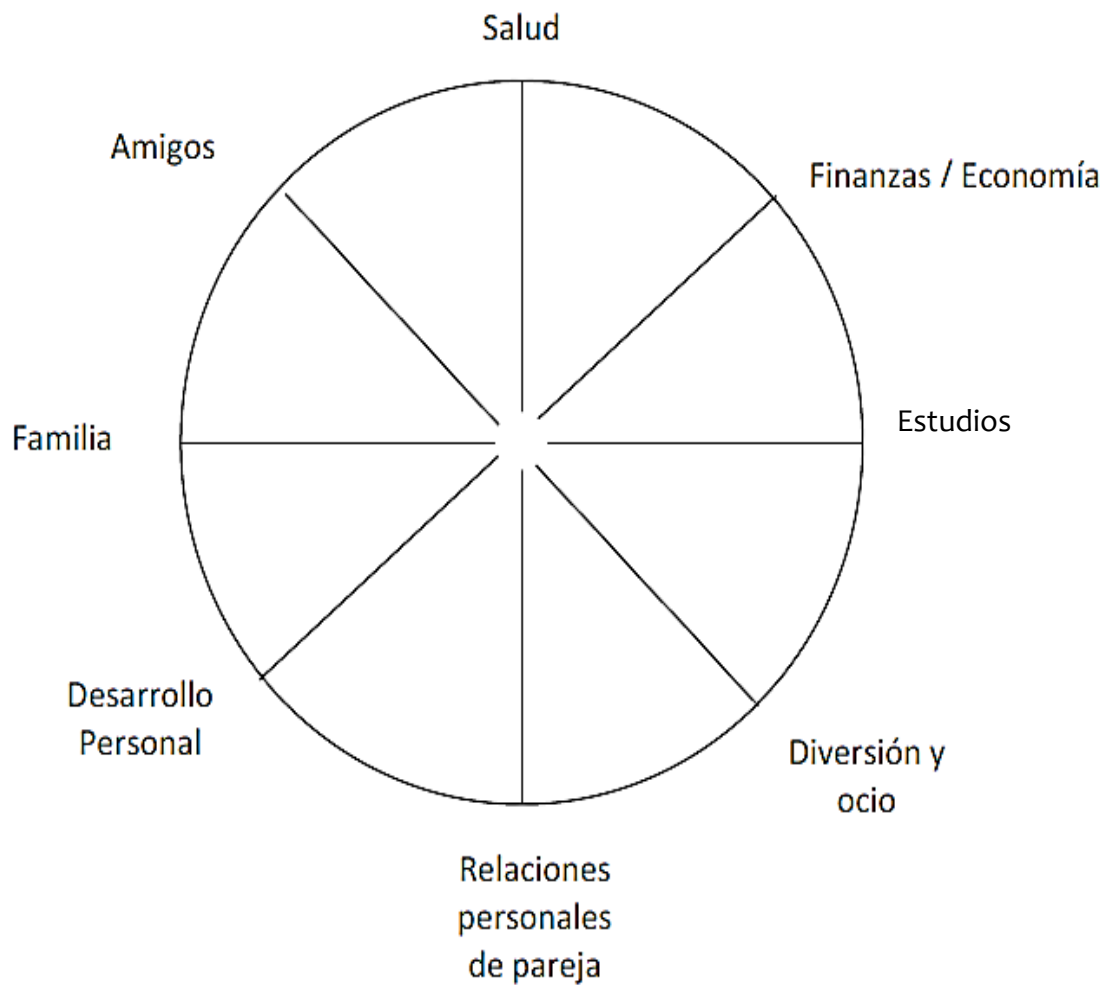 Salud
Amigos
Finanzas / Economía
Estudios
Familia
Desarrollo
Personal
Diversión y
ocio
Relaciones
personales
de pareja